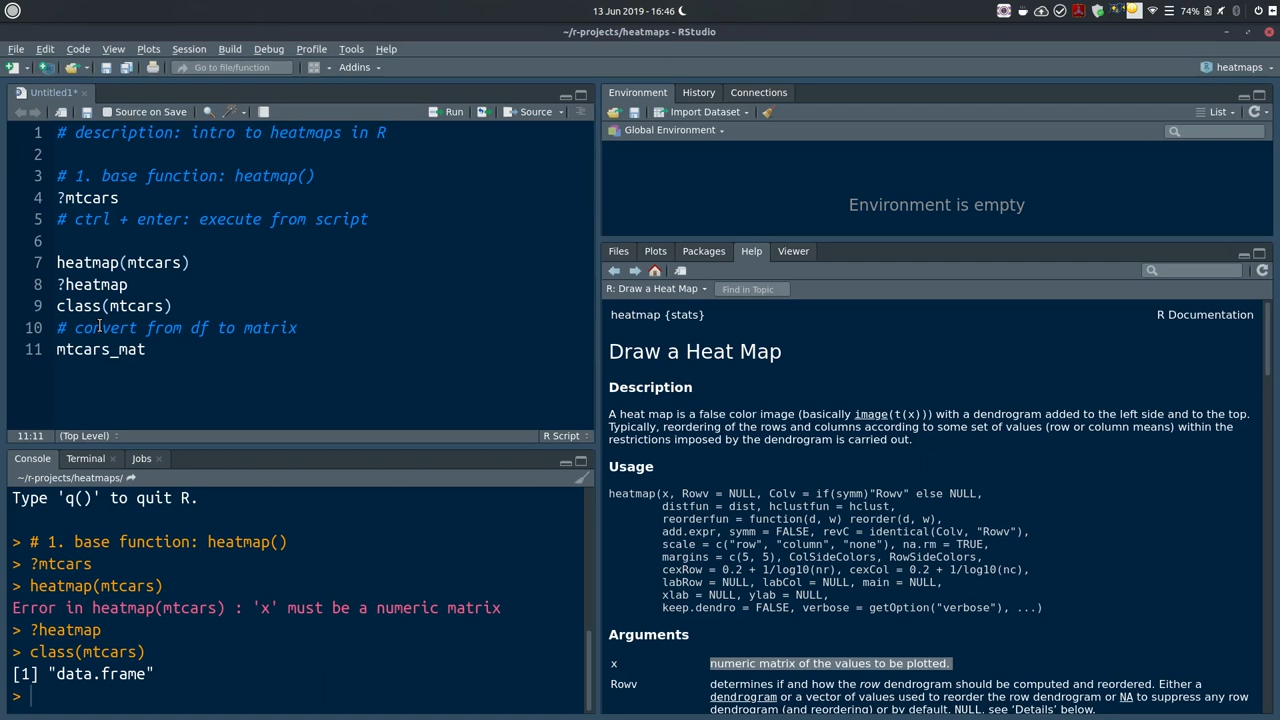 13 Jun 2019 - 16:46
74%
~/r-projects/heatmaps - RStudio
File Edit Code View Plots Session Build Debug Profile Tools Help
Go to file/function Addins heatmaps
Untitled1*
Source on Save Run Source
1 # description: intro to heatmaps in R
2
3 # 1. base function: heatmap()
4 ?mtcars
5 # ctrl + enter: execute from script
6
7 heatmap(mtcars)
8 ?heatmap
9 class(mtcars)
10 # convert from df to matrix
11 mtcars_mat
11:11 (Top Level) R Script
Console Terminal Jobs
~/r-projects/heatmaps/
Type 'q()' to quit R.
> # 1. base function: heatmap()
> ?mtcars
> heatmap(mtcars)
Error in heatmap(mtcars) : 'x' must be a numeric matrix
> ?heatmap
> class(mtcars)
[1] "data.frame"
>
Environment History Connections
Import Dataset List
Global Environment
Environment is empty
Files Plots Packages Help Viewer
R: Draw a Heat Map Find in Topic
heatmap {stats} R Documentation
Draw a Heat Map
Description
A heat map is a false color image (basically image(t(x))) with a dendrogram added to the left side and to the top.
Typically, reordering of the rows and columns according to some set of values (row or column means) within the
restrictions imposed by the dendrogram is carried out.
Usage
heatmap(x, Rowv = NULL, Colv = if(symm)"Rowv" else NULL,
distfun = dist, hclustfun = hclust,
reorderfun = function(d, w) reorder(d, w),
add.expr, symm = FALSE, revC = identical(Colv, "Rowv"),
scale = c("row", "column", "none"), na.rm = TRUE,
margins = c(5, 5), ColSideColors, RowSideColors,
cexRow = 0.2 + 1/log10(nr), cexCol = 0.2 + 1/log10(nc),
labRow = NULL, labCol = NULL, main = NULL,
xlab = NULL, ylab = NULL,
keep.dendro = FALSE, verbose = getOption("verbose"), ...)
Arguments
x numeric matrix of the values to be plotted.
Rowv determines if and how the row dendrogram should be computed and reordered. Either a
dendrogram or a vector of values used to reorder the row dendrogram or NA to suppress any row
dendrogram (and reordering) or by default, NULL, see ‘Details’ below.